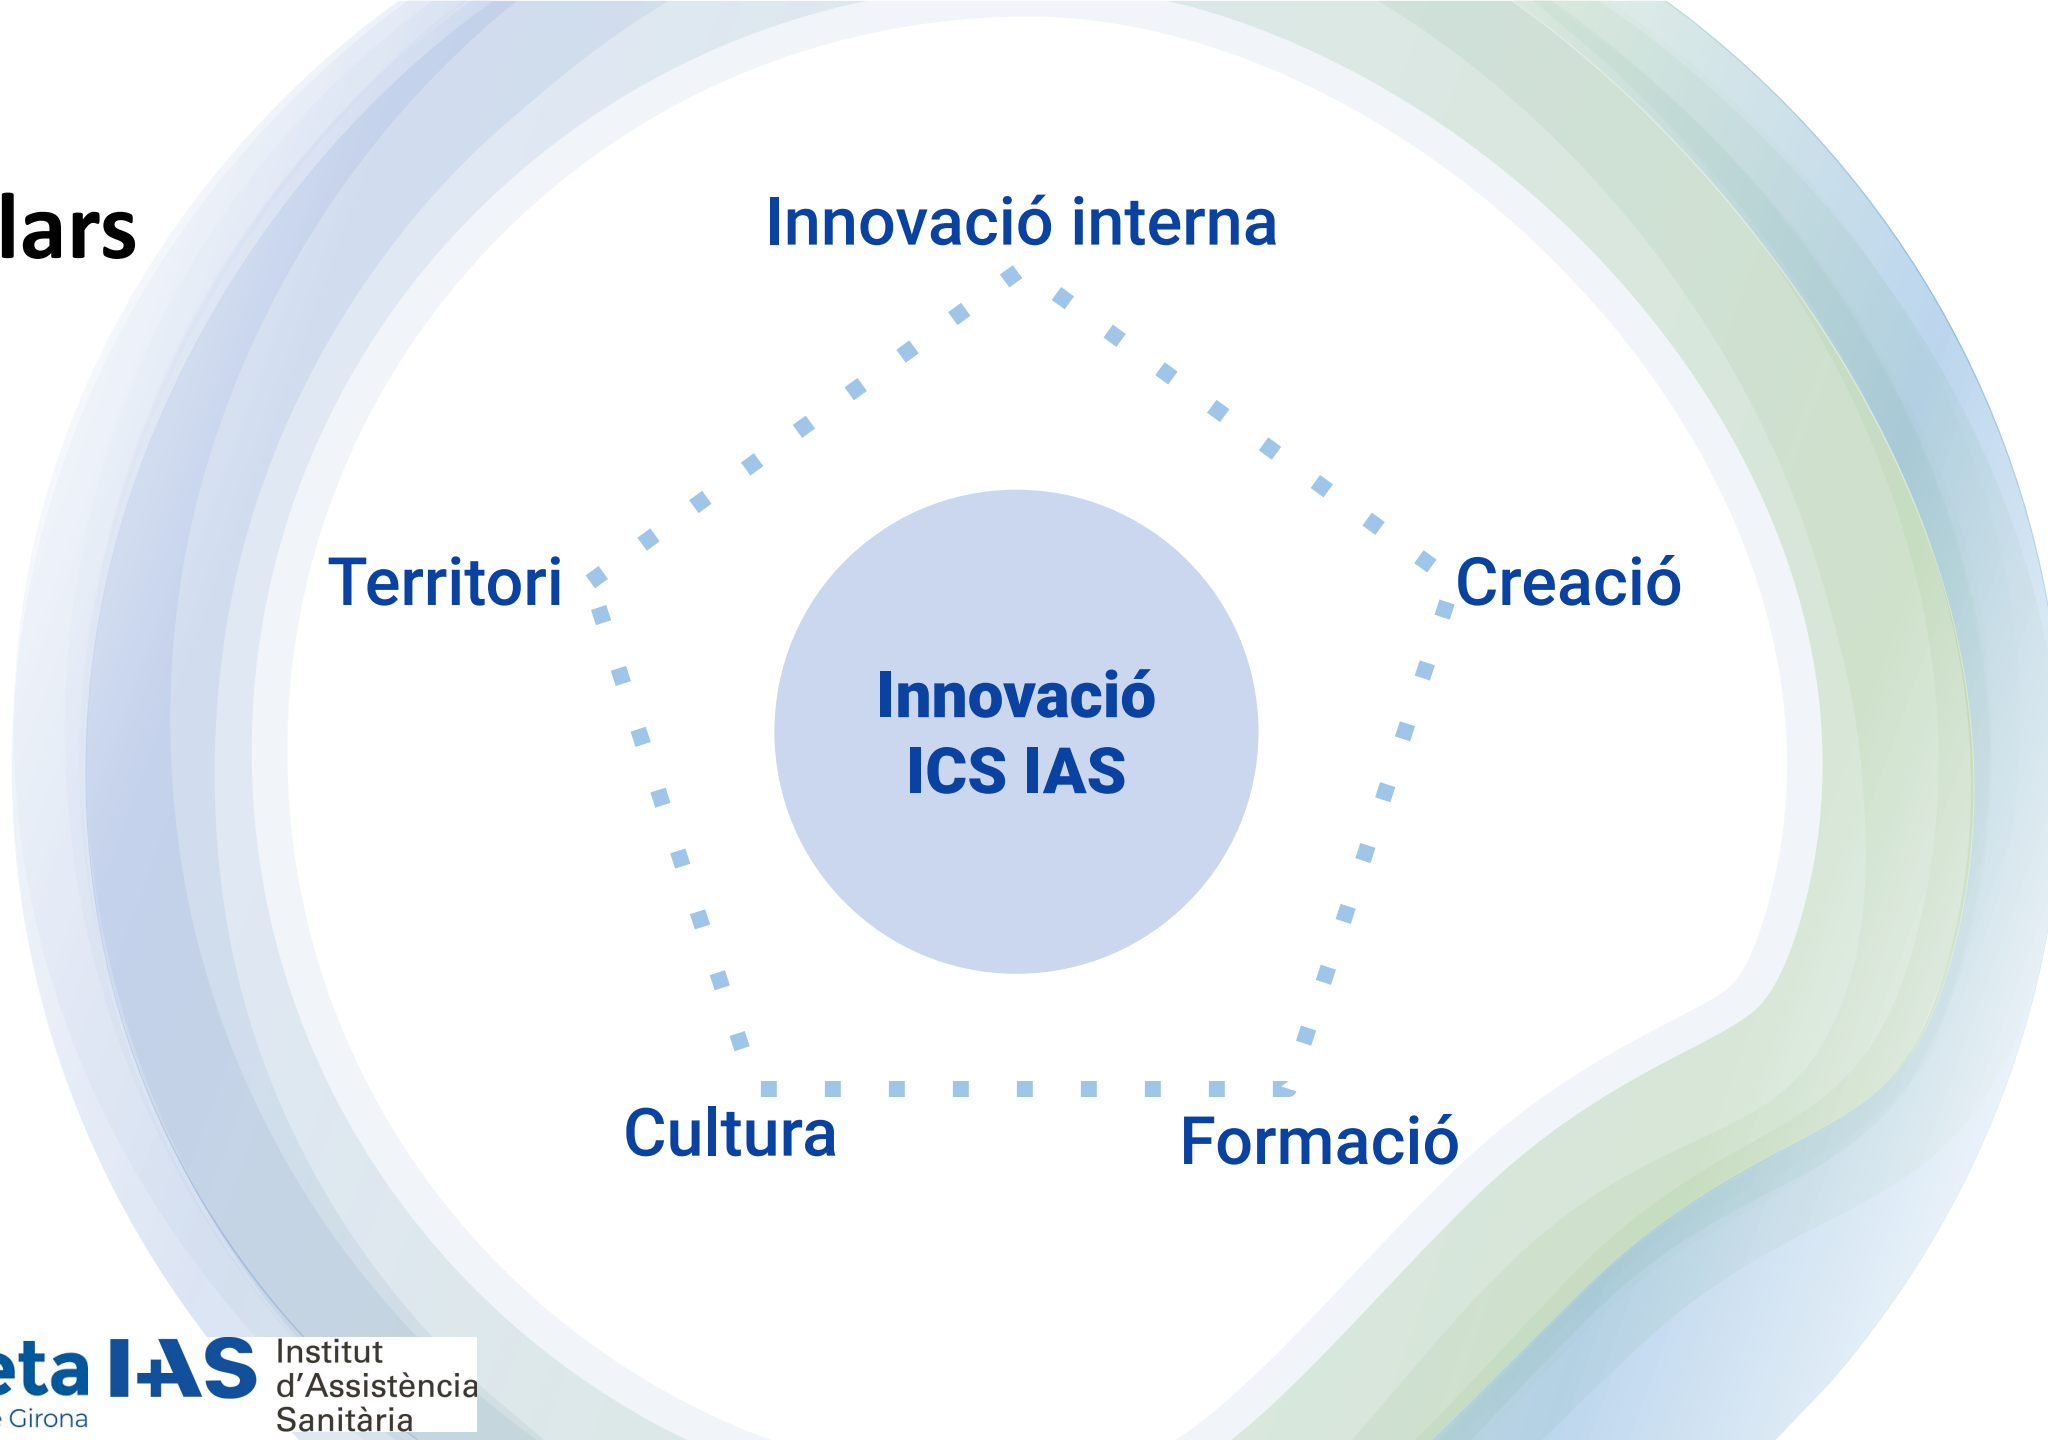 lars
Innovació interna
Territori
Creació
Innovació
ICS IAS
Cultura
Formació
eta
e Girona
IAS
Institut
d'Assistència
Sanitària